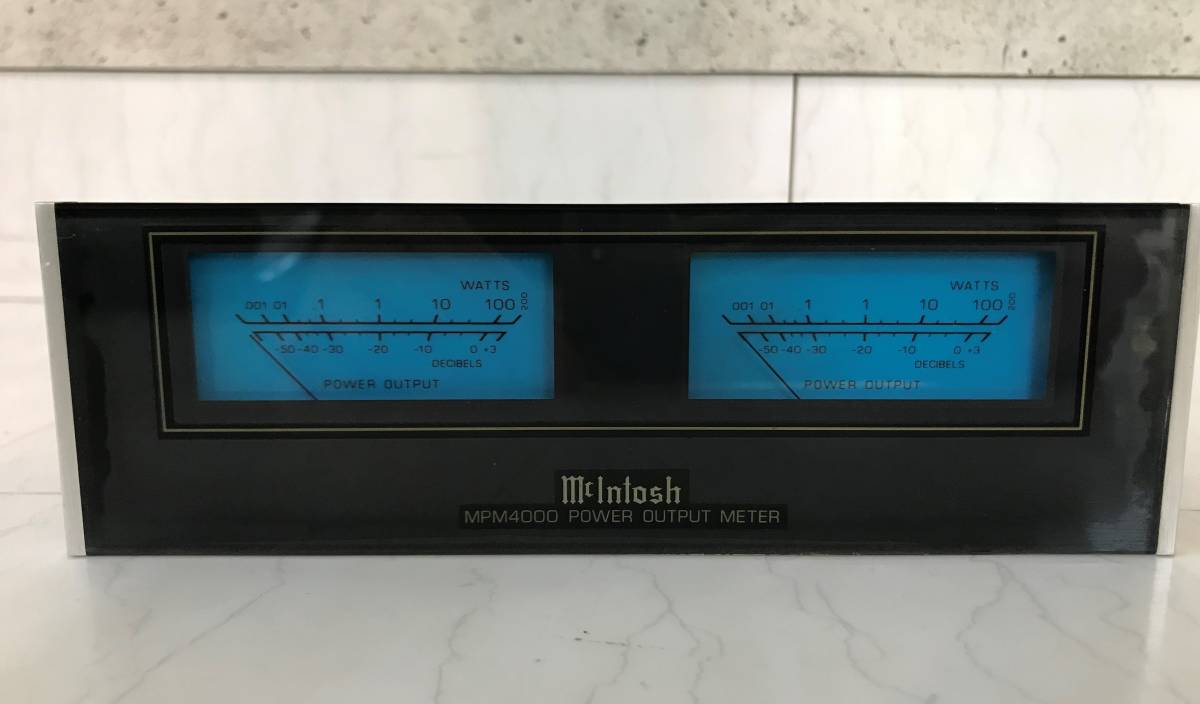 WATTS
.001 .01 .1 1 10 100 200
-50 -40 -30 -20 -10 0 +3
DECIBELS
POWER OUTPUT
WATTS
.001 .01 .1 1 10 100 200
-50 -40 -30 -20 -10 0 +3
DECIBELS
POWER OUTPUT
McIntosh
MPM4000 POWER OUTPUT METER